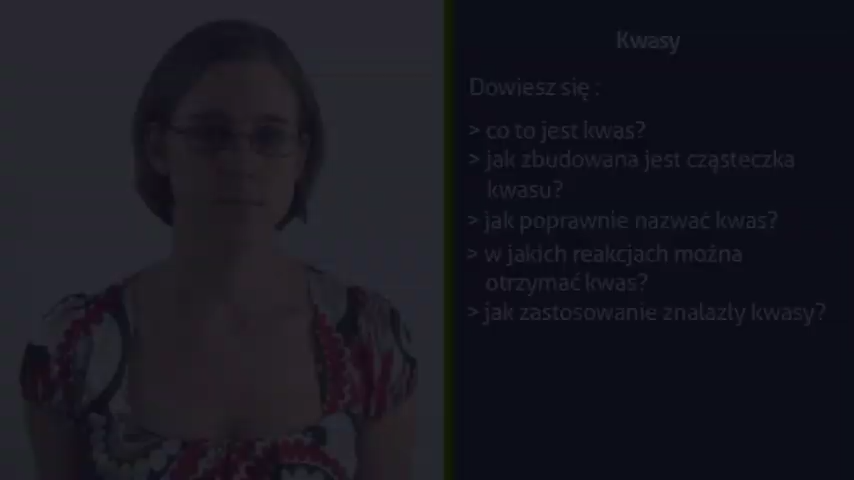 Kwasy
Dowiesz się :
> co to jest kwas?
> jak zbudowana jest cząsteczka
kwasu?
> jak poprawnie nazwać kwas?
> w jakich reakcjach można
otrzymać kwas?
> jak zastosowanie znalazły kwasy?